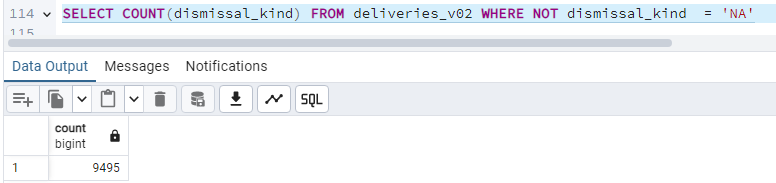 114 SELECT COUNT(dismissal_kind) FROM deliveries_v02 WHERE NOT dismissal_kind  = 'NA'
115
Data Output Messages Notifications
SQL
count
bigint
1 9495